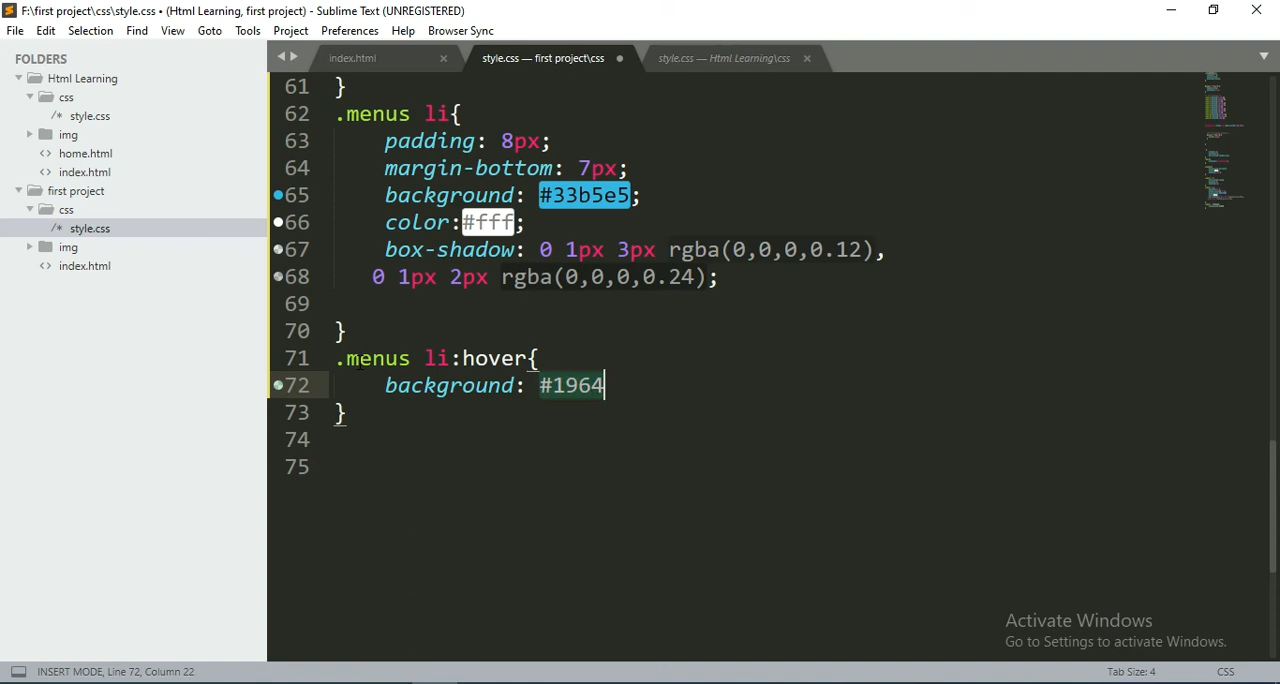 F:\first project\css\style.css • (Html Learning, first project) - Sublime Text (UNREGISTERED)
File Edit Selection Find View Goto Tools Project Preferences Help Browser Sync
FOLDERS
Html Learning
css
/* style.css
img
<> home.html
<> index.html
first project
css
/* style.css
img
<> index.html
index.html
style.css — first project\css
style.css — Html Learning\css
61 }
62 .menus li{
63 padding: 8px;
64 margin-bottom: 7px;
65 background: #33b5e5;
66 color:#fff;
67 box-shadow: 0 1px 3px rgba(0,0,0,0.12),
68 0 1px 2px rgba(0,0,0,0.24);
69
70 }
71 .menus li:hover{
72 background: #1964
73 }
74
75
Activate Windows
Go to Settings to activate Windows.
INSERT MODE, Line 72, Column 22
Tab Size: 4
CSS